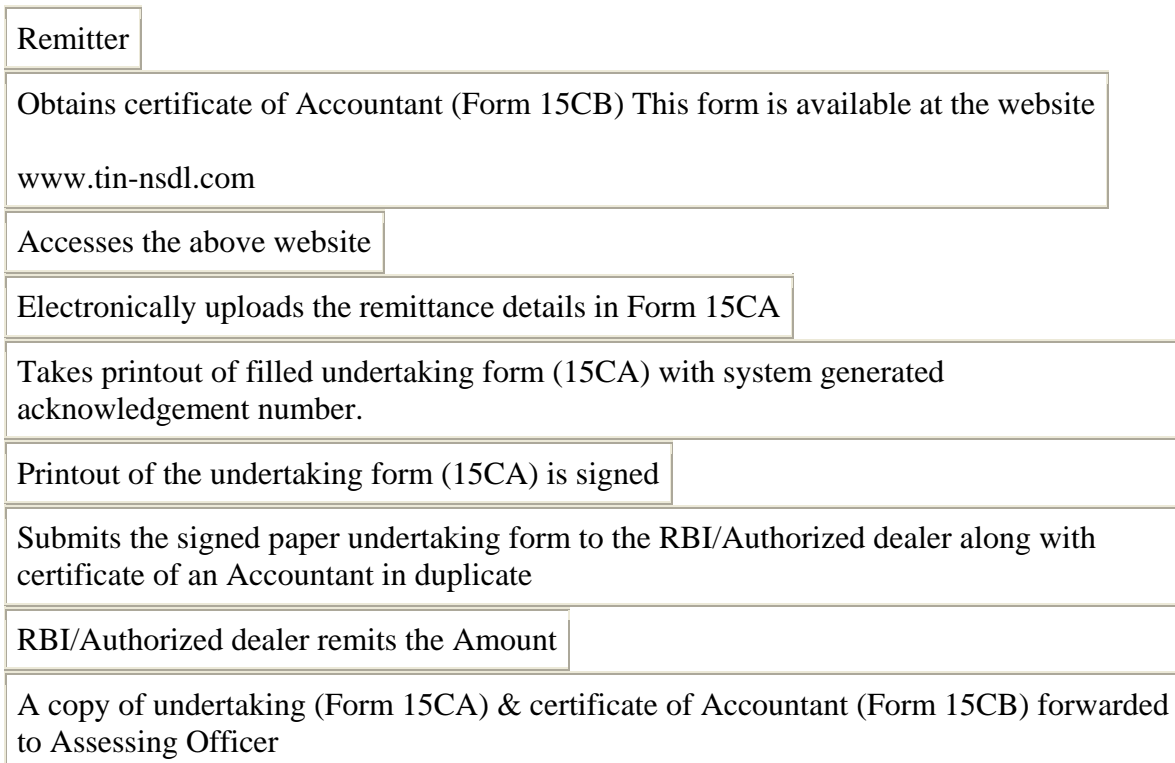 Remitter
Obtains certificate of Accountant (Form 15CB) This form is available at the website
www.tin-nsdl.com
Accesses the above website
Electronically uploads the remittance details in Form 15CA
Takes printout of filled undertaking form (15CA) with system generated
acknowledgement number.
Printout of the undertaking form (15CA) is signed
Submits the signed paper undertaking form to the RBI/Authorized dealer along with
certificate of an Accountant in duplicate
RBI/Authorized dealer remits the Amount
A copy of undertaking (Form 15CA) & certificate of Accountant (Form 15CB) forwarded
to Assessing Officer